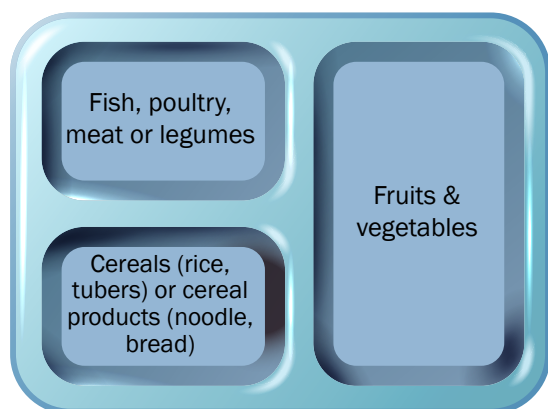 Fish, poultry,
meat or legumes
Cereals (rice,
tubers) or cereal
products (noodle,
bread)
Fruits &
vegetables